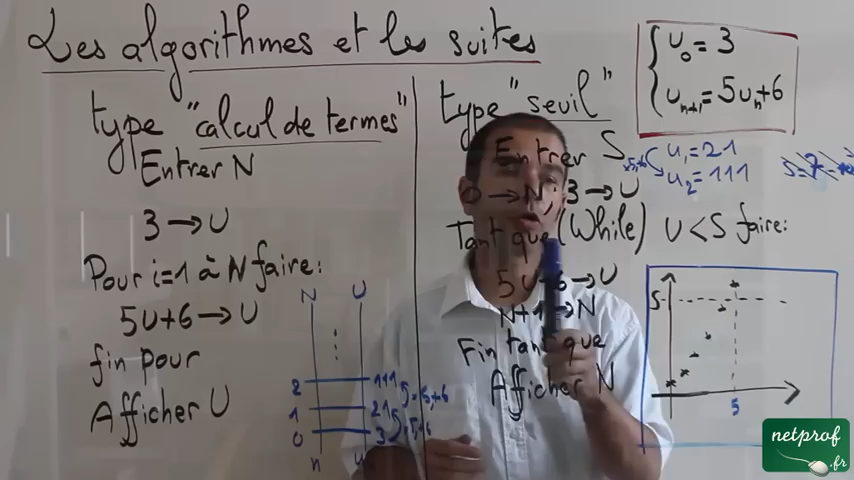 Les algorithmes et les suites
type "calcul de termes"
Entrer N
3 → U
Pour i=1 à N faire:
5U+6 → U
fin pour
Afficher U
N U
2 111
1 21
0 3
n u
type "seuil"
Entrer S
0 → N; 3 → U
Tant que (While) U < S faire:
5U+6 → U
N+1 → N
Fin tant que
Afficher N
u₀ = 3
uₙ₊₁ = 5uₙ+6
u₁ = 21
u₂ = 111
S
5
netprof
.fr